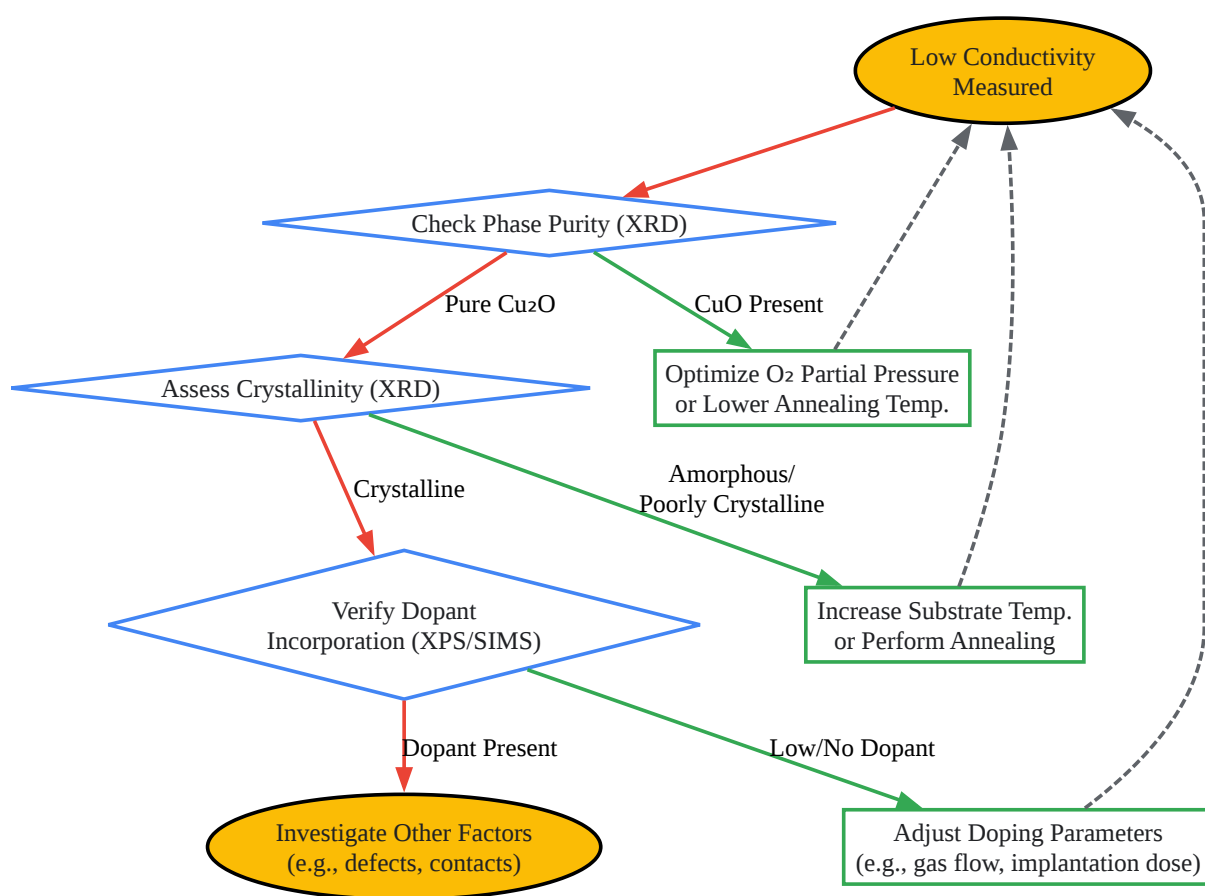 Low Conductivity
Measured
Check Phase Purity (XRD)
Pure Cu₂O
CuO Present
Optimize O₂ Partial Pressure
or Lower Annealing Temp.
Assess Crystallinity (XRD)
Crystalline
Amorphous/
Poorly Crystalline
Increase Substrate Temp.
or Perform Annealing
Verify Dopant
Incorporation (XPS/SIMS)
Dopant Present
Low/No Dopant
Investigate Other Factors
(e.g., defects, contacts)
Adjust Doping Parameters
(e.g., gas flow, implantation dose)